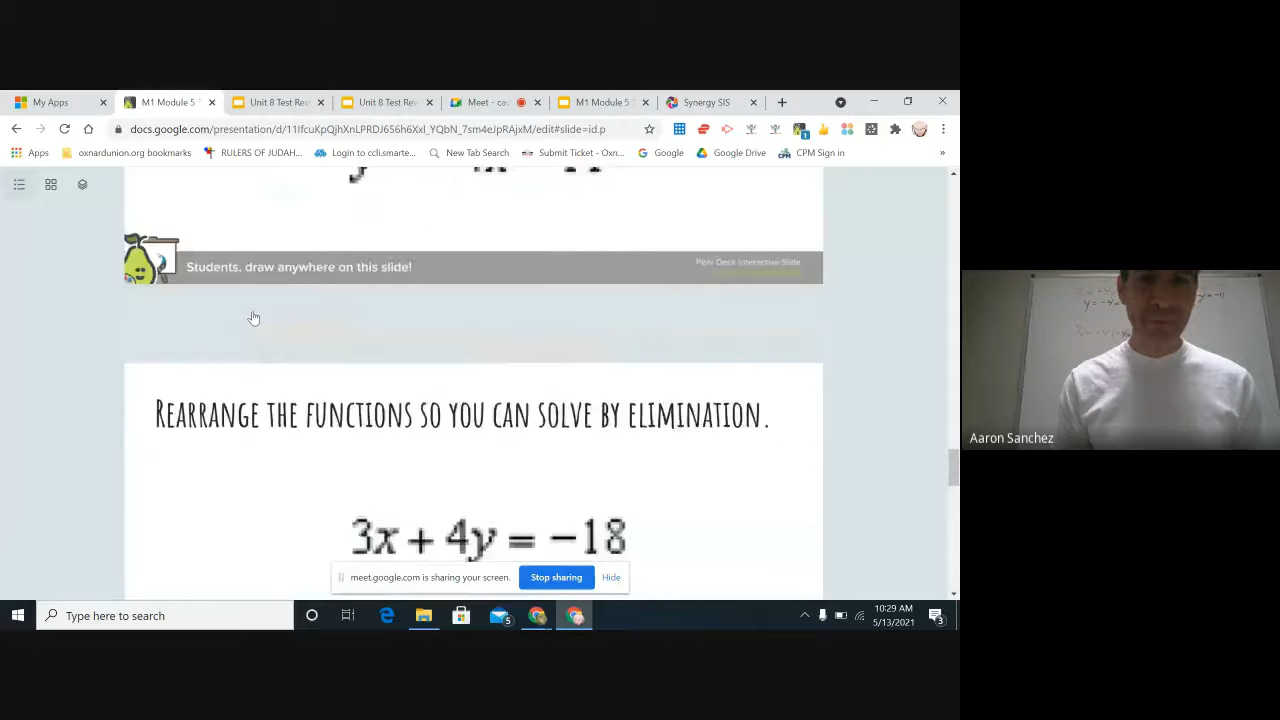 My Apps
M1 Module 5 T
Unit 8 Test Rev
Unit 8 Test Rev
Meet - cau
M1 Module 5 T
Synergy SIS
docs.google.com/presentation/d/11IfcuKpQjhXnLPRDJ656h6XxI_YQbN_7sm4eJpRAjxM/edit#slide=id.p
1
Apps
oxnardunion.org bookmarks
RULERS OF JUDAH...
Login to ccli.smarte...
New Tab Search
Submit Ticket - Oxn...
Google
Google Drive
CPM Sign in
»
Students, draw anywhere on this slide!
Pear Deck Interactive Slide
REARRANGE THE FUNCTIONS SO YOU CAN SOLVE BY ELIMINATION.
3x + 4y = −18
meet.google.com is sharing your screen.
Stop sharing
Hide
Aaron Sanchez
Type here to search
5
10:29 AM
5/13/2021
3